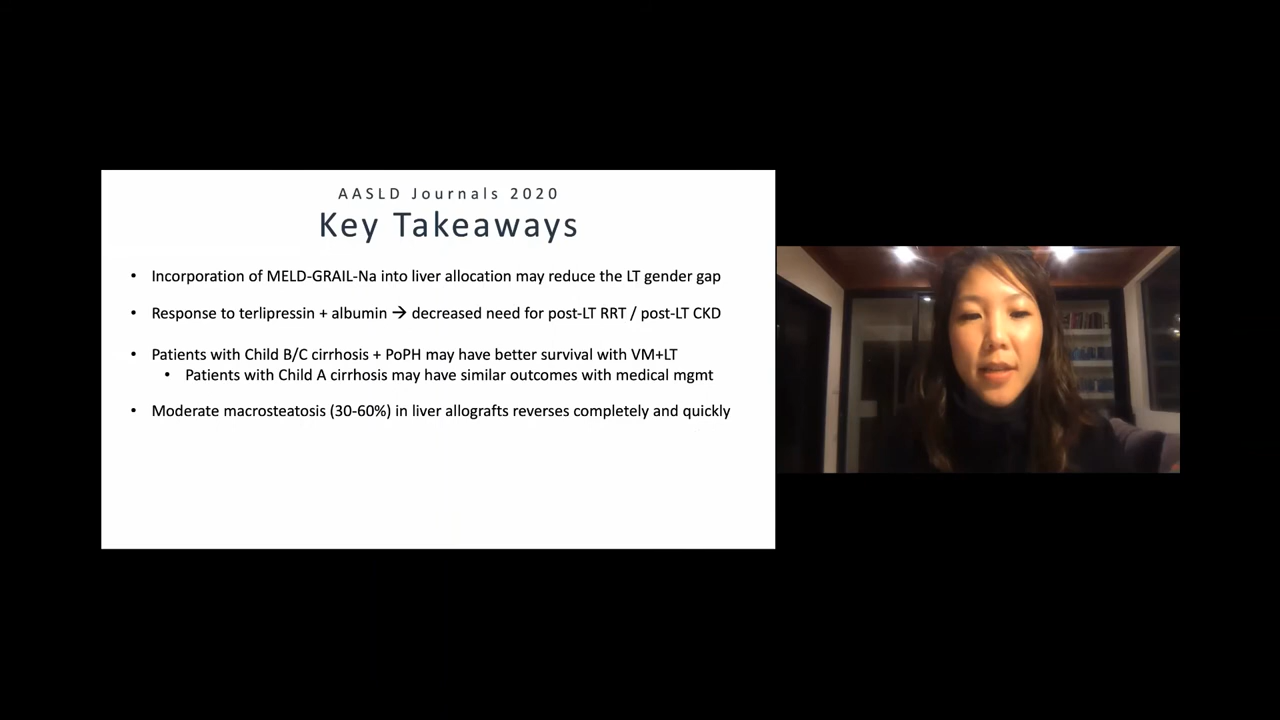 AASLD Journals 2020
Key Takeaways
• Incorporation of MELD-GRAIL-Na into liver allocation may reduce the LT gender gap
• Response to terlipressin + albumin → decreased need for post-LT RRT / post-LT CKD
• Patients with Child B/C cirrhosis + PoPH may have better survival with VM+LT
• Patients with Child A cirrhosis may have similar outcomes with medical mgmt
• Moderate macrosteatosis (30-60%) in liver allografts reverses completely and quickly